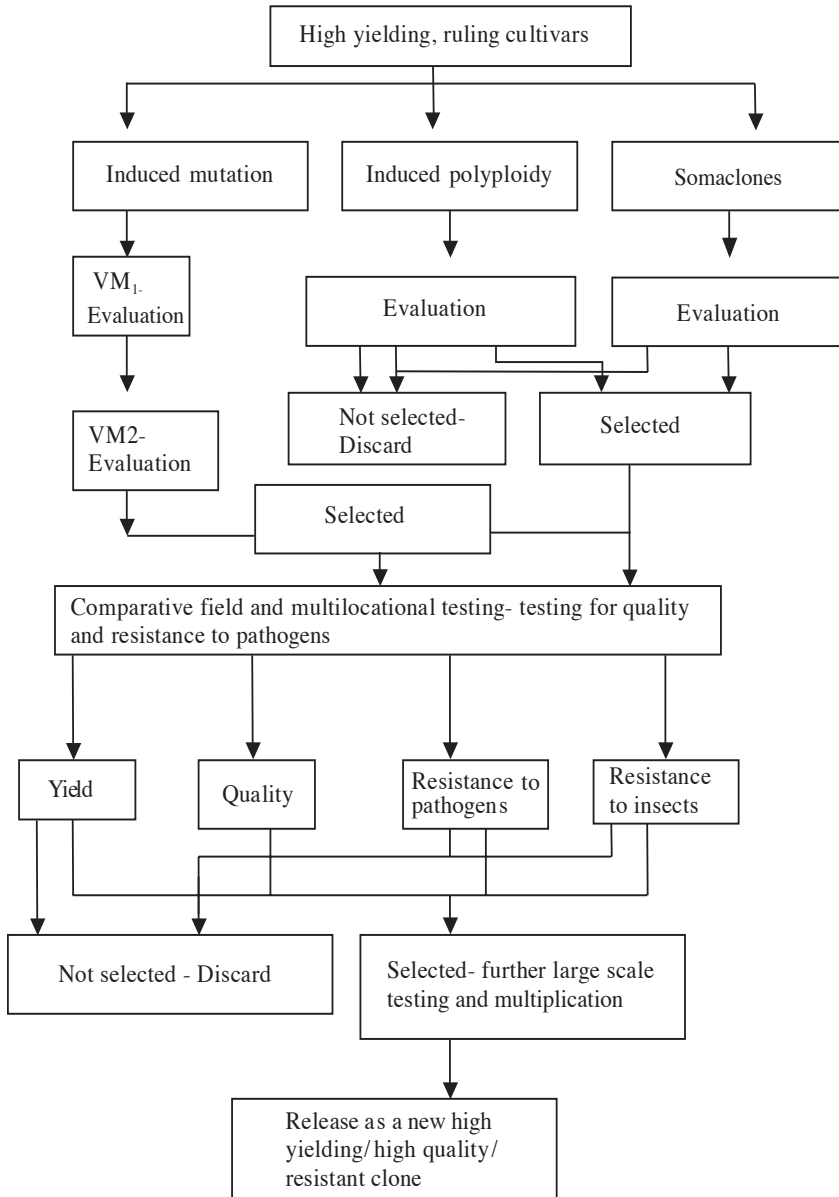 High yielding, ruling cultivars
Induced mutation
Induced polyploidy
Somaclones
VM₁-
Evaluation
Evaluation
Evaluation
VM2-
Evaluation
Not selected-
Discard
Selected
Selected
Comparative field and multilocational testing- testing for quality
and resistance to pathogens
Yield
Quality
Resistance to
pathogens
Resistance
to insects
Not selected - Discard
Selected- further large scale
testing and multiplication
Release as a new high
yielding/high quality/
resistant clone